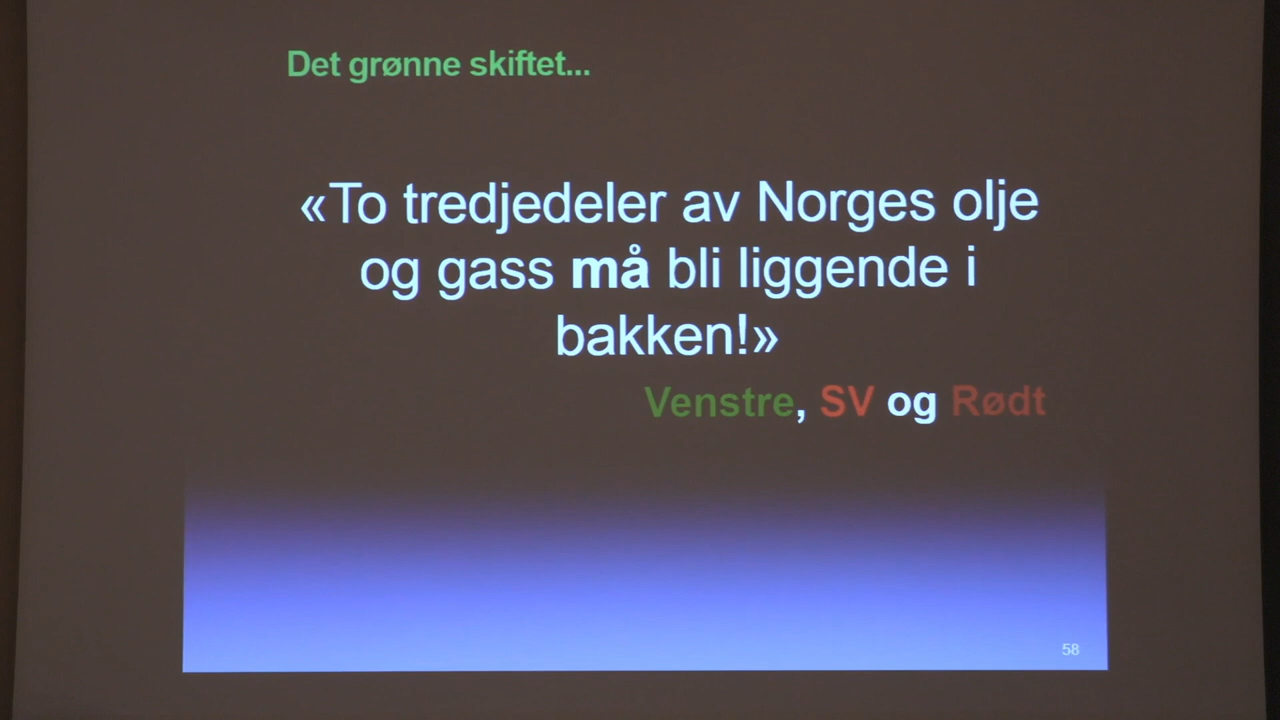 Det grønne skiftet...
«To tredjedeler av Norges olje
og gass må bli liggende i
bakken!»
Venstre, SV og Rødt
58